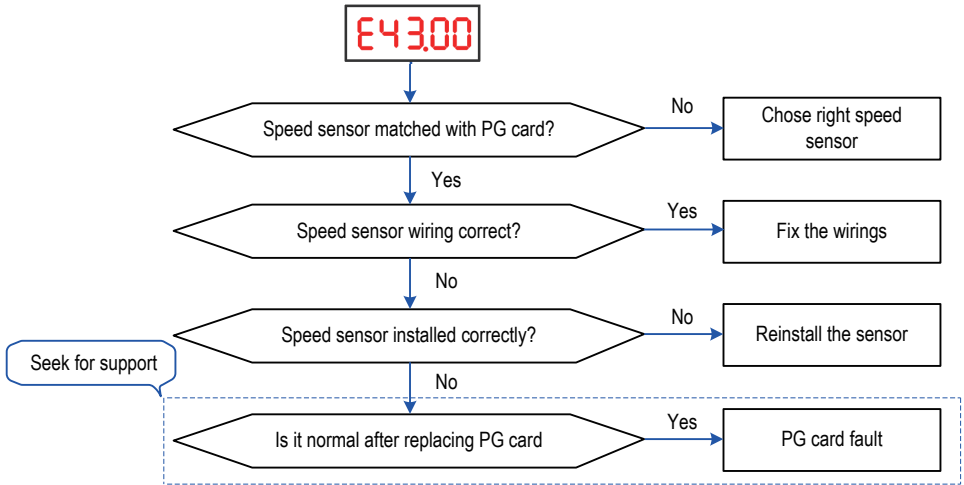 E43.00
Speed sensor matched with PG card?
No
Chose right speed
sensor
Yes
Speed sensor wiring correct?
Yes
Fix the wirings
No
Speed sensor installed correctly?
No
Reinstall the sensor
Seek for support
No
Is it normal after replacing PG card
Yes
PG card fault